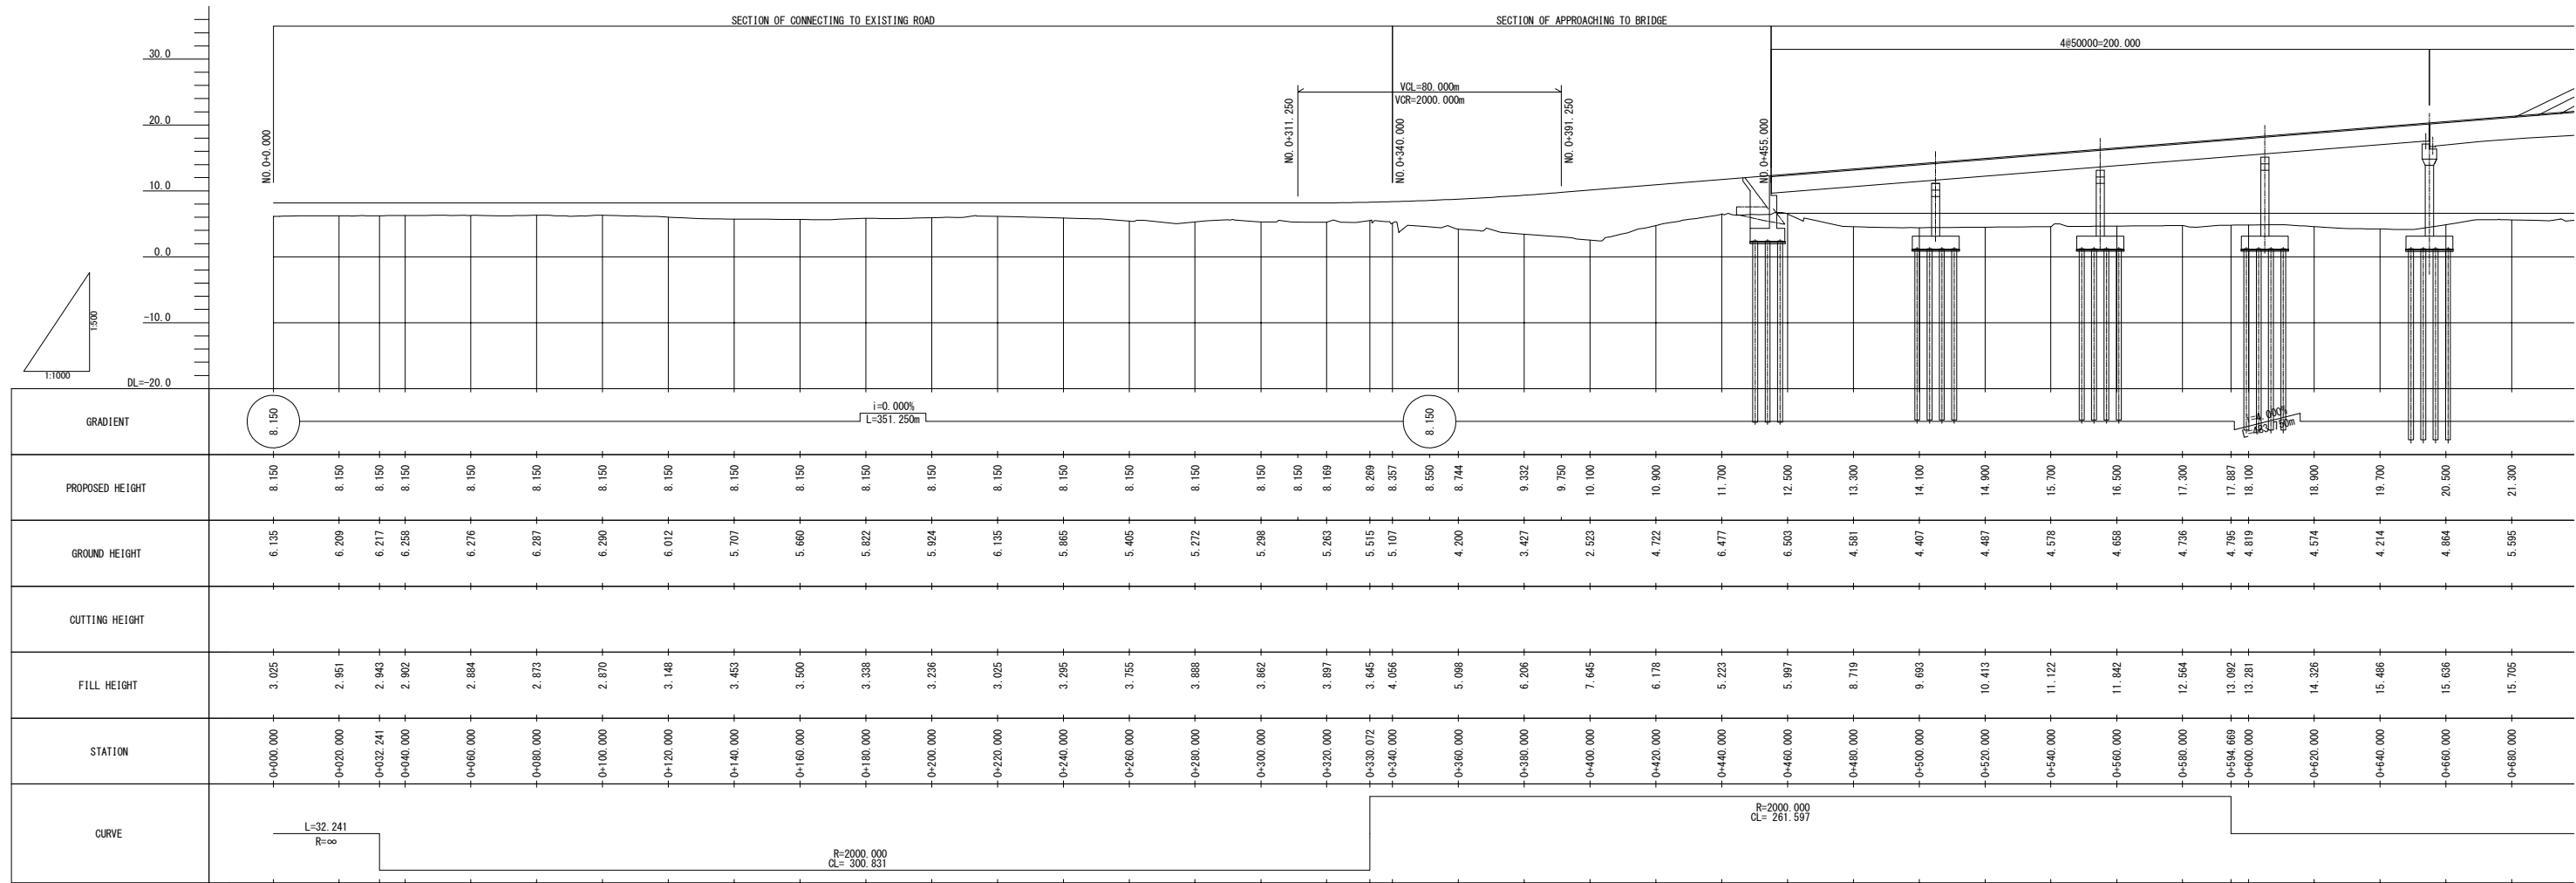 SECTION OF CONNECTING TO EXISTING ROAD
SECTION OF APPROACHING TO BRIDGE
4@50000=200.000
30.0
20.0
10.0
0.0
-10.0
DL=-20.0
1:500
1:1000
NO.0+0.000
NO.0+311.250
VCL=80.000m
VCR=2000.000m
NO.0+340.000
NO.0+391.250
NO.0+455.000
GRADIENT
8.150
i=0.000%
L=351.250m
8.150
i=4.000%
L=483.750m
PROPOSED HEIGHT
8.150 8.150 8.150 8.150 8.150 8.150 8.150 8.150 8.150 8.150 8.150 8.150 8.150 8.150 8.150 8.150 8.150 8.150 8.169 8.269 8.357 8.550 8.744 9.332 9.750 10.100 10.900 11.700 12.500 13.300 14.100 14.900 15.700 16.500 17.300 17.887 18.100 18.900 19.700 20.500 21.300
GROUND HEIGHT
6.135 6.209 6.217 6.258 6.276 6.287 6.290 6.012 5.707 5.660 5.822 5.924 6.135 5.865 5.405 5.272 5.298 5.263 5.515 5.107 4.200 3.427 2.523 4.722 6.477 6.503 4.581 4.407 4.487 4.578 4.658 4.736 4.795 4.819 4.574 4.214 4.864 5.595
CUTTING HEIGHT
FILL HEIGHT
3.025 2.951 2.943 2.902 2.884 2.873 2.870 3.148 3.453 3.500 3.338 3.236 3.025 3.295 3.755 3.888 3.862 3.897 3.645 4.056 5.098 6.206 7.645 6.178 5.223 5.997 8.719 9.693 10.413 11.122 11.842 12.564 13.092 13.281 14.326 15.486 15.636 15.705
STATION
0+000.000 0+020.000 0+032.241 0+040.000 0+060.000 0+080.000 0+100.000 0+120.000 0+140.000 0+160.000 0+180.000 0+200.000 0+220.000 0+240.000 0+260.000 0+280.000 0+300.000 0+320.000 0+330.072 0+340.000 0+360.000 0+380.000 0+400.000 0+420.000 0+440.000 0+460.000 0+480.000 0+500.000 0+520.000 0+540.000 0+560.000 0+580.000 0+594.669 0+600.000 0+620.000 0+640.000 0+660.000 0+680.000
CURVE
L=32.241
R=∞
R=2000.000
CL= 300.831
R=2000.000
CL= 261.597